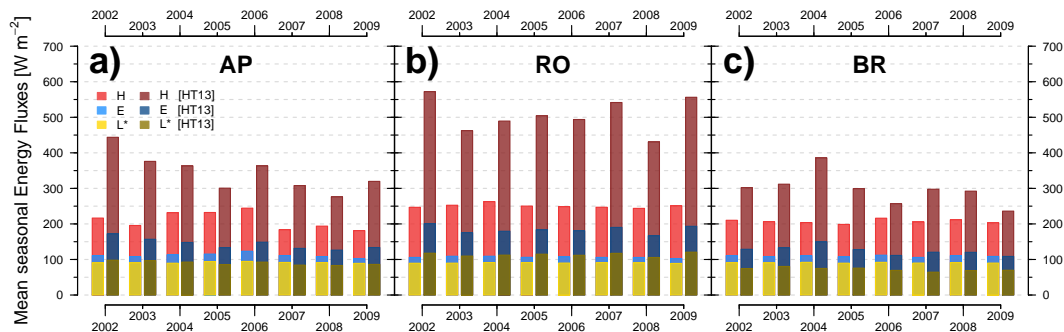 2002 2004 2006 2008 2002 2004 2006 2008 2002 2004 2006 2008
2003 2005 2007 2009 2003 2005 2007 2009 2003 2005 2007 2009
Mean seasonal Energy Fluxes [W m⁻²]
700
600
500
400
300
200
100
0
a) AP
H H [HT13]
E E [HT13]
L* L* [HT13]
b) RO
c) BR
700
600
500
400
300
200
100
0
2003 2005 2007 2009 2003 2005 2007 2009 2003 2005 2007 2009
2002 2004 2006 2008 2002 2004 2006 2008 2002 2004 2006 2008